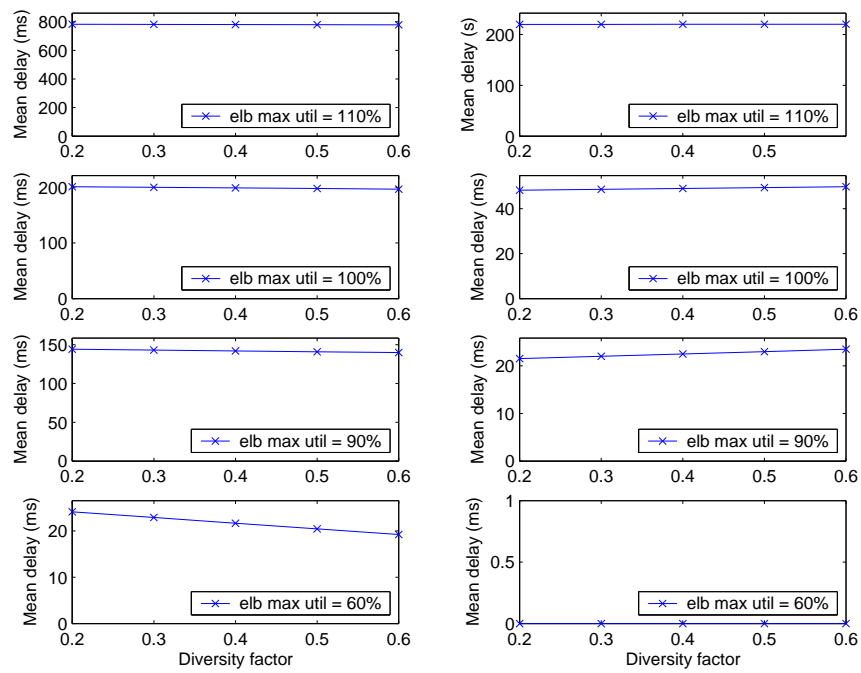 Mean delay (ms)
800
600
400
200
0
elb max util = 110%
0.2 0.3 0.4 0.5 0.6
Mean delay (s)
200
100
0
elb max util = 110%
0.2 0.3 0.4 0.5
Mean delay (ms)
200
100
0
elb max util = 100%
0.2 0.3 0.4 0.5 0.6
Mean delay (ms)
40
20
0
elb max util = 100%
0.2 0.3 0.4 0.5 0.6
Mean delay (ms)
150
100
50
0
elb max util = 90%
0.2 0.3 0.4 0.5 0.6
Mean delay (ms)
20
10
0
elb max util = 90%
0.2 0.3 0.4 0.5 0.6
Mean delay (ms)
20
10
0
elb max util = 60%
0.2 0.3 0.4 0.5 0.6
Diversity factor
Mean delay (ms)
1
0.5
0
elb max util = 60%
0.2 0.3 0.4 0.5 0.6
Diversity factor